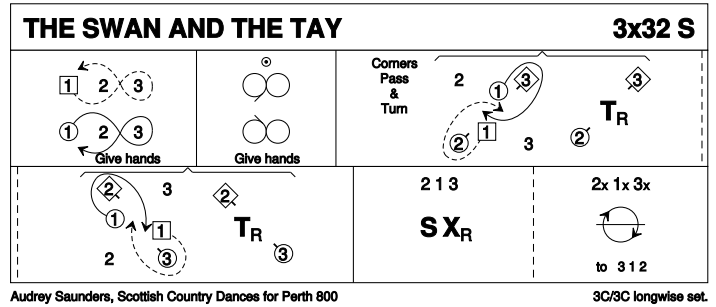 THE SWAN AND THE TAY 3x32 S
1 2 3
1 2 3
Give hands
Give hands
Corners
Pass
&
Turn
2 3 3
1
2 1 3 2
TR
2 3 2
1 1
2 3 3
TR
2 1 3
S XR
2x 1x 3x
to 3 1 2
Audrey Saunders, Scottish Country Dances for Perth 800 3C/3C longwise set.